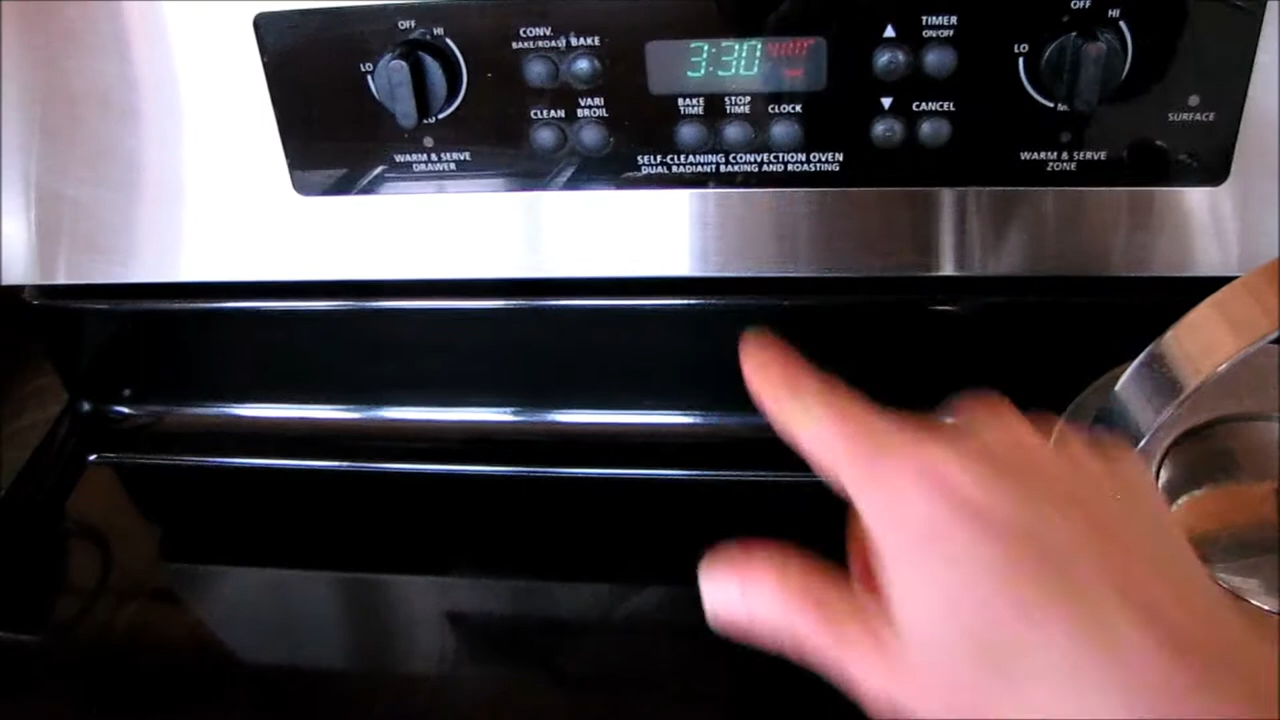 OFF
HI
LO
LO
WARM & SERVE
DRAWER
CONV.
BAKE/ROAST BAKE
CLEAN
VARI
BROIL
3:30
BAKE
TIME
STOP
TIME
CLOCK
SELF-CLEANING CONVECTION OVEN
DUAL RADIANT BAKING AND ROASTING
TIMER
ON/OFF
CANCEL
OFF
HI
LO
WARM & SERVE
ZONE
SURFACE